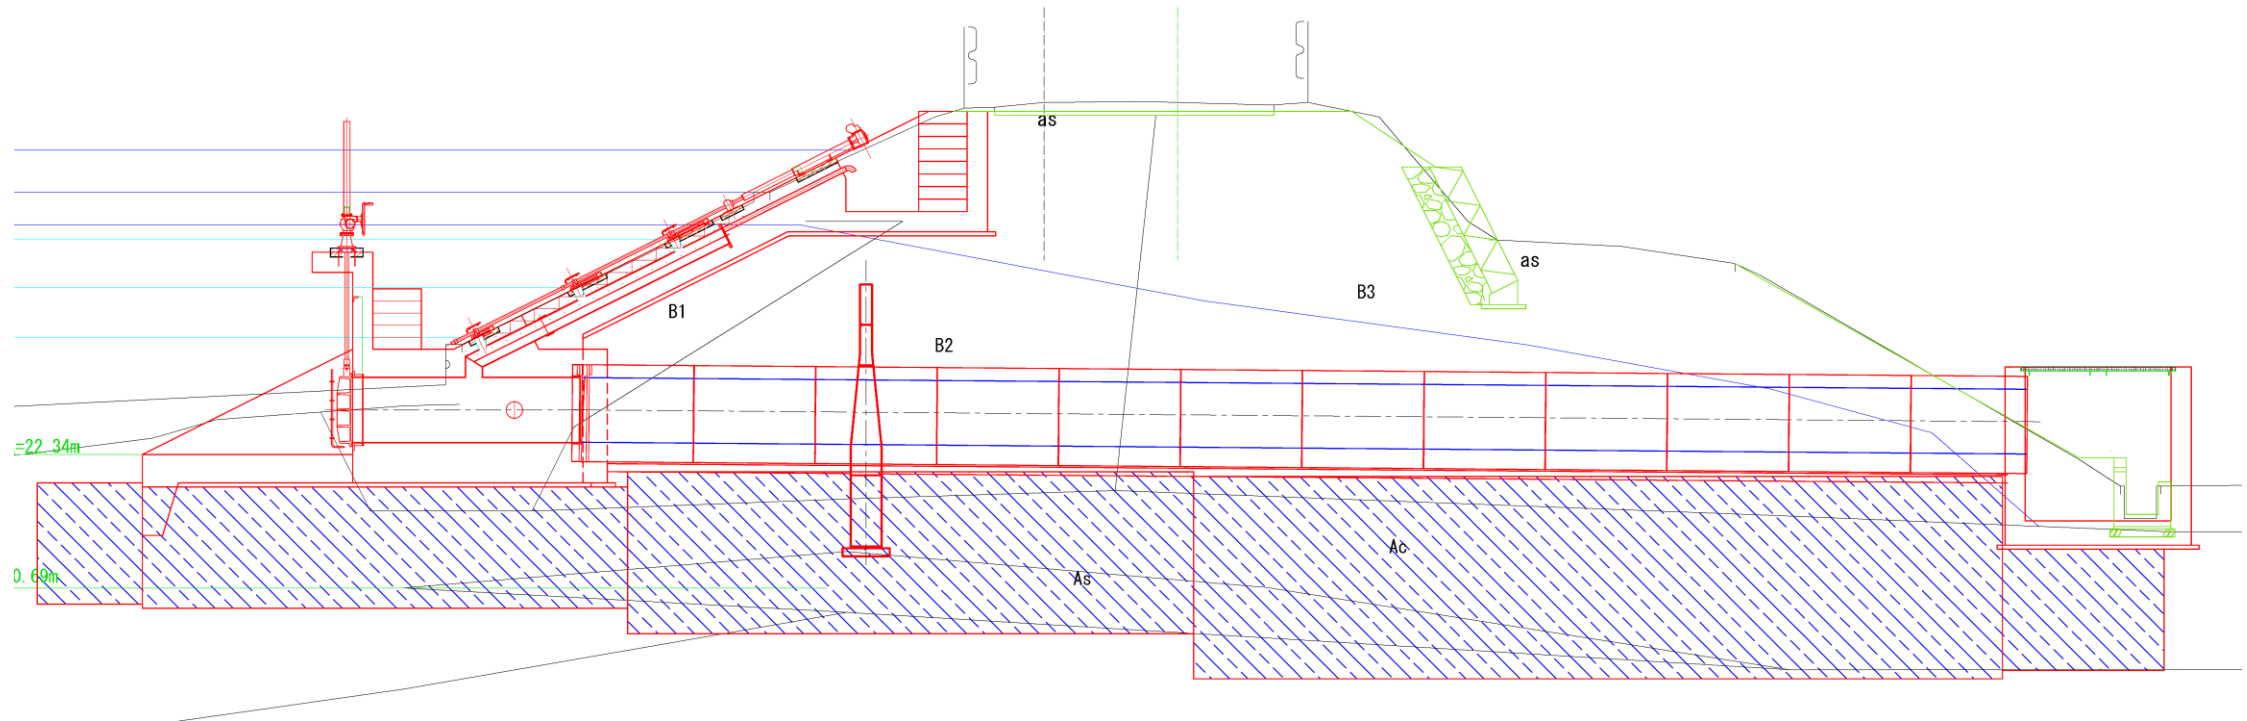 as
as
B3
B1
B2
=22.34m
Ac
0.69m
As